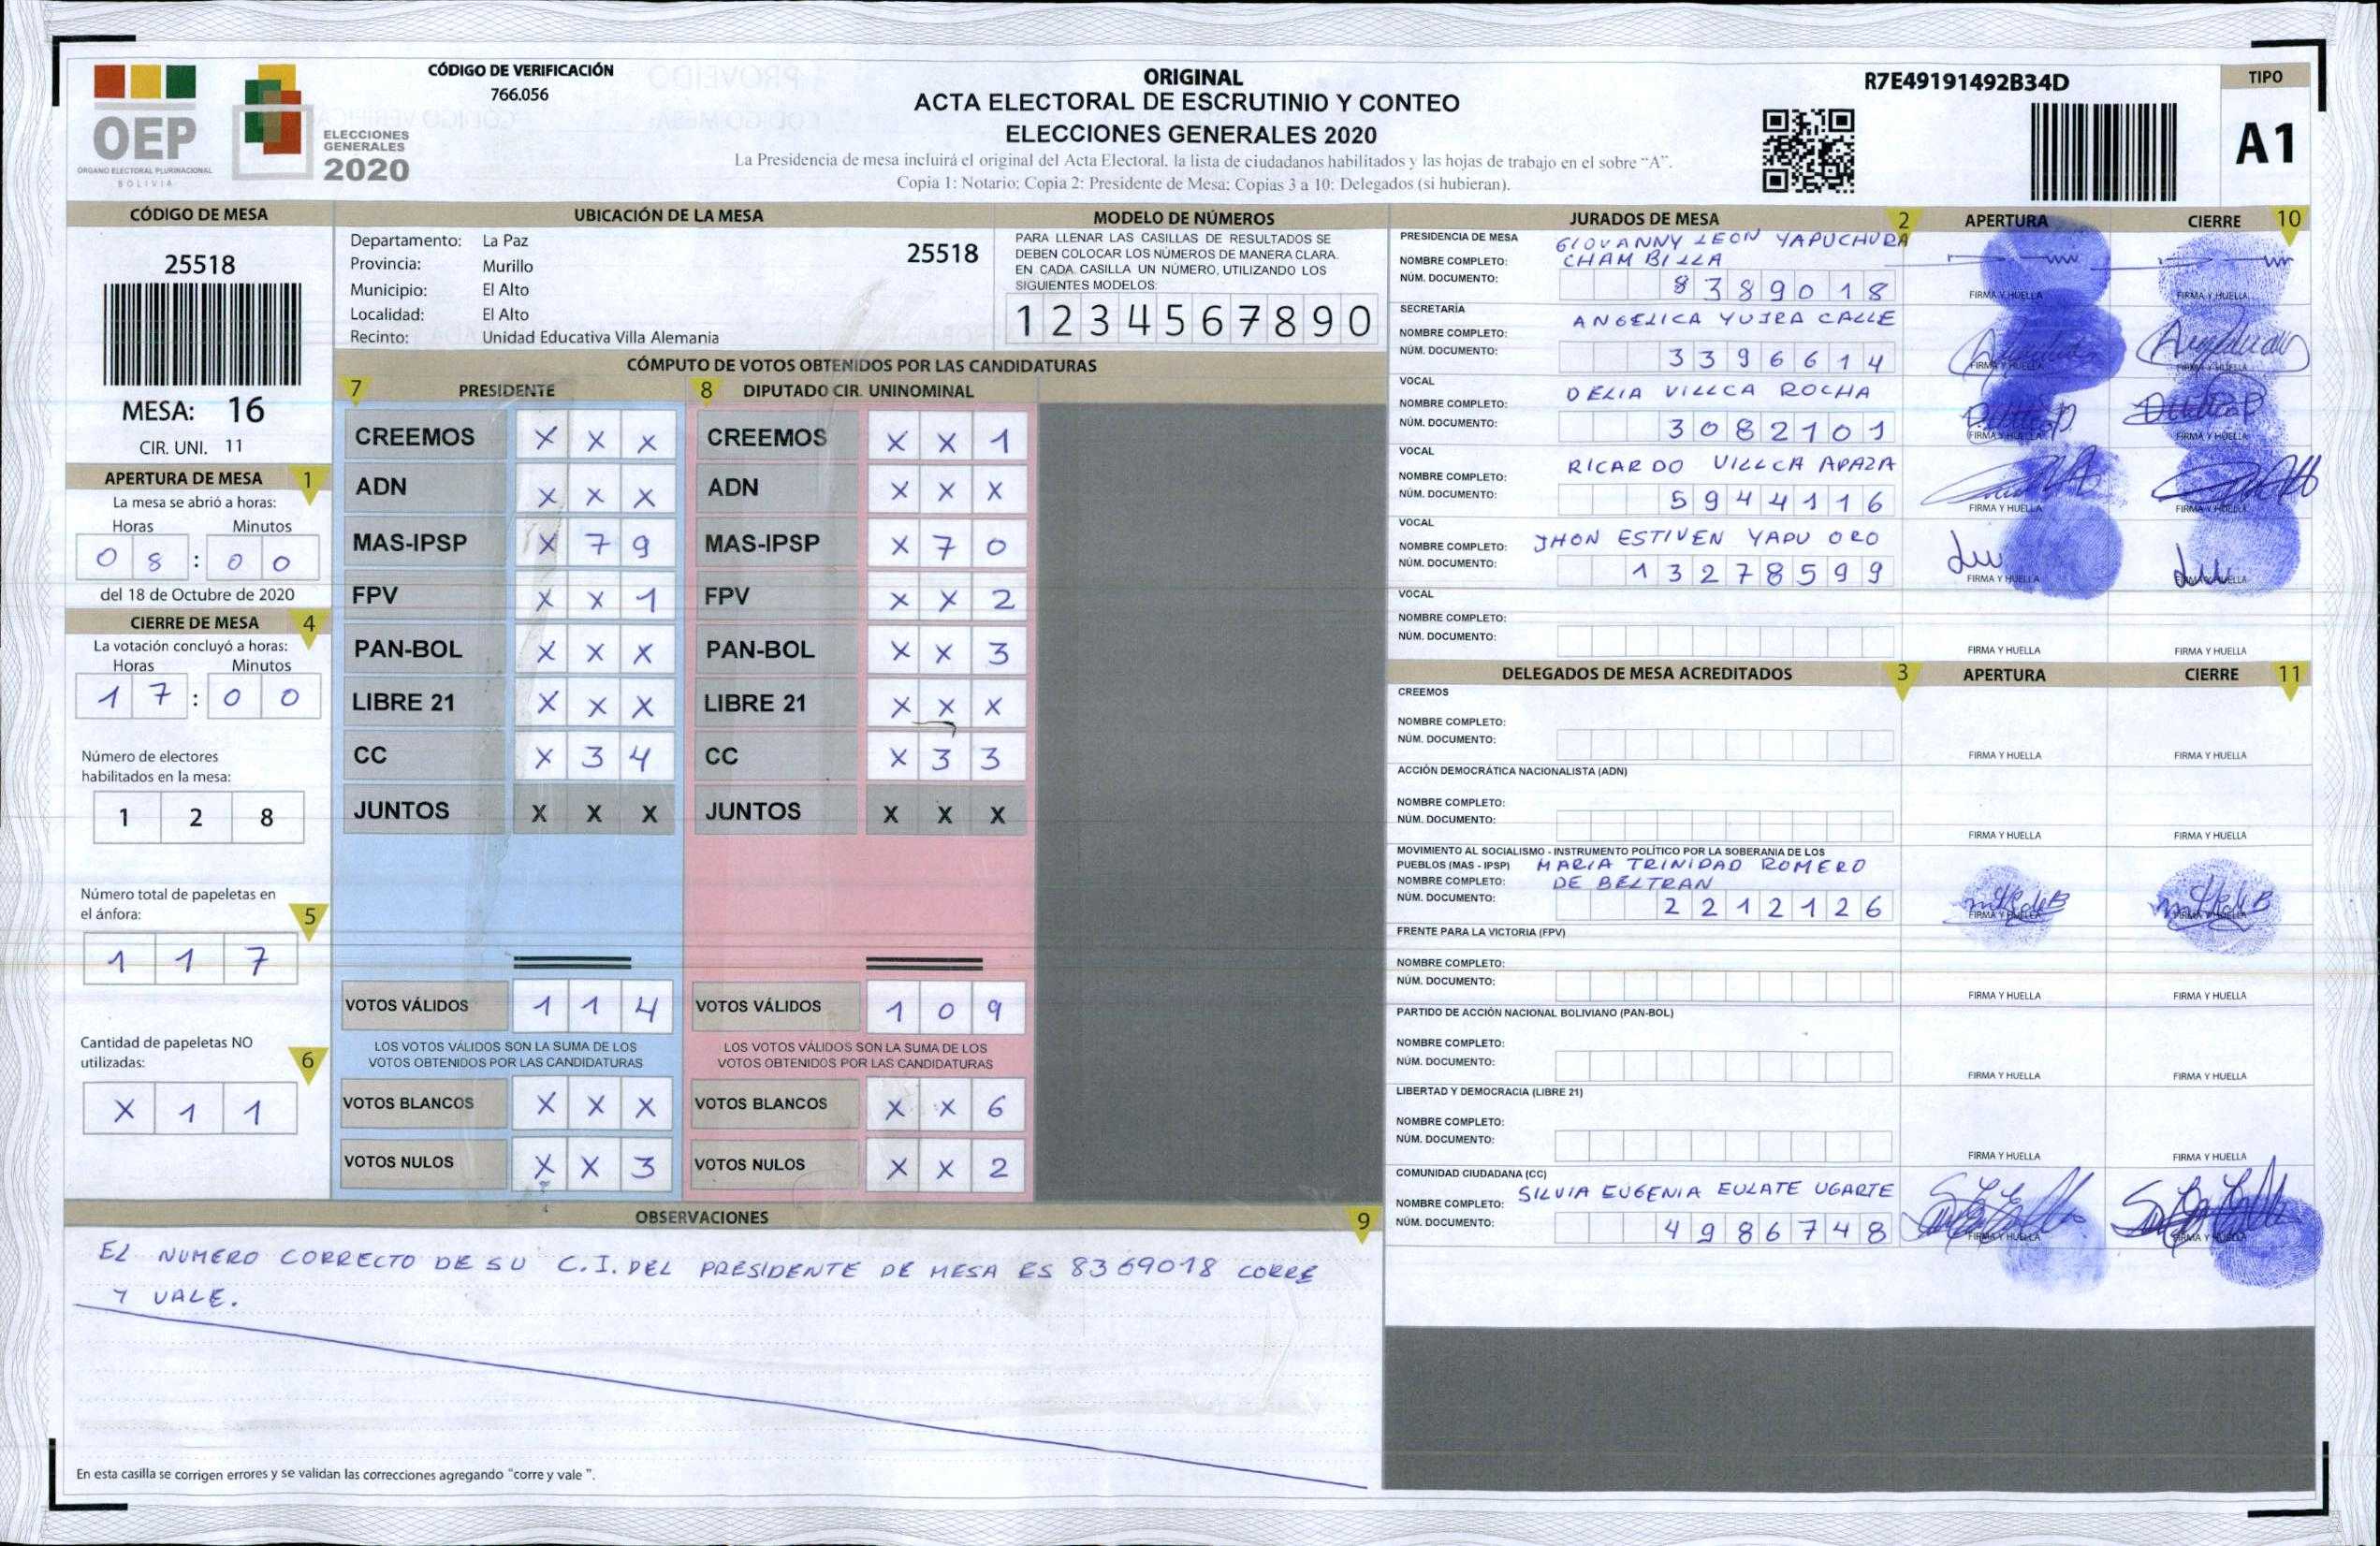 OEP
ÓRGANO ELECTORAL PLURINACIONAL
BOLIVIA
ELECCIONES
GENERALES
2020
CÓDIGO DE VERIFICACIÓN
766.056
ORIGINAL
ACTA ELECTORAL DE ESCRUTINIO Y CONTEO
ELECCIONES GENERALES 2020
La Presidencia de mesa incluirá el original del Acta Electoral, la lista de ciudadanos habilitados y las hojas de trabajo en el sobre “A”.
Copia 1: Notario; Copia 2: Presidente de Mesa; Copias 3 a 10: Delegados (si hubieran).
R7E49191492B34D
TIPO
A1
CÓDIGO DE MESA
25518
MESA: 16
CIR. UNI. 11
APERTURA DE MESA 1
La mesa se abrió a horas:
Horas Minutos
0 8 : 0 0
del 18 de Octubre de 2020
CIERRE DE MESA 4
La votación concluyó a horas:
Horas Minutos
1 7 : 0 0
Número de electores
habilitados en la mesa:
1 2 8
Número total de papeletas en
el ánfora: 5
1 1 7
Cantidad de papeletas NO
utilizadas: 6
X 1 1
UBICACIÓN DE LA MESA
Departamento: La Paz 25518
Provincia: Murillo
Municipio: El Alto
Localidad: El Alto
Recinto: Unidad Educativa Villa Alemania
MODELO DE NÚMEROS
PARA LLENAR LAS CASILLAS DE RESULTADOS SE
DEBEN COLOCAR LOS NÚMEROS DE MANERA CLARA.
EN CADA CASILLA UN NÚMERO, UTILIZANDO LOS
SIGUIENTES MODELOS:
1 2 3 4 5 6 7 8 9 0
CÓMPUTO DE VOTOS OBTENIDOS POR LAS CANDIDATURAS
7 PRESIDENTE 8 DIPUTADO CIR. UNINOMINAL
CREEMOS X X X CREEMOS X X 1
ADN X X X ADN X X X
MAS-IPSP X 7 9 MAS-IPSP X 7 0
FPV X X 1 FPV X X 2
PAN-BOL X X X PAN-BOL X X 3
LIBRE 21 X X X LIBRE 21 X X X
CC X 3 4 CC X 3 3
JUNTOS X X X JUNTOS X X X
VOTOS VÁLIDOS 1 1 4 VOTOS VÁLIDOS 1 0 9
LOS VOTOS VÁLIDOS SON LA SUMA DE LOS LOS VOTOS VÁLIDOS SON LA SUMA DE LOS
VOTOS OBTENIDOS POR LAS CANDIDATURAS VOTOS OBTENIDOS POR LAS CANDIDATURAS
VOTOS BLANCOS X X X VOTOS BLANCOS X X 6
VOTOS NULOS X X 3 VOTOS NULOS X X 2
OBSERVACIONES 9
EL NUMERO CORRECTO DE SU C.I. DEL PRESIDENTE DE MESA ES 8369018 CORRE
Y VALE.
En esta casilla se corrigen errores y se validan las correcciones agregando “corre y vale ”.
JURADOS DE MESA 2 APERTURA CIERRE 10
PRESIDENCIA DE MESA GIOVANNY LEON YAPUCHURA
NOMBRE COMPLETO: CHAMBILLA
NÚM. DOCUMENTO: 8 3 8 9 0 1 8
FIRMA Y HUELLA FIRMA Y HUELLA
SECRETARÍA
NOMBRE COMPLETO: ANGELICA YUJRA CALLE
NÚM. DOCUMENTO: 3 3 9 6 6 1 4
FIRMA Y HUELLA FIRMA Y HUELLA
VOCAL
NOMBRE COMPLETO: DELIA VILLCA ROCHA
NÚM. DOCUMENTO: 3 0 8 2 1 0 1
FIRMA Y HUELLA FIRMA Y HUELLA
VOCAL
NOMBRE COMPLETO: RICARDO VILLCA APAZA
NÚM. DOCUMENTO: 5 9 4 4 1 1 6
FIRMA Y HUELLA FIRMA Y HUELLA
VOCAL
NOMBRE COMPLETO: JHON ESTIVEN YAPU ORO
NÚM. DOCUMENTO: 1 3 2 7 8 5 9 9
FIRMA Y HUELLA FIRMA Y HUELLA
VOCAL
NOMBRE COMPLETO:
NÚM. DOCUMENTO:
FIRMA Y HUELLA FIRMA Y HUELLA
DELEGADOS DE MESA ACREDITADOS 3 APERTURA CIERRE 11
CREEMOS
NOMBRE COMPLETO:
NÚM. DOCUMENTO:
FIRMA Y HUELLA FIRMA Y HUELLA
ACCIÓN DEMOCRÁTICA NACIONALISTA (ADN)
NOMBRE COMPLETO:
NÚM. DOCUMENTO:
FIRMA Y HUELLA FIRMA Y HUELLA
MOVIMIENTO AL SOCIALISMO - INSTRUMENTO POLÍTICO POR LA SOBERANIA DE LOS
PUEBLOS (MAS - IPSP) MARIA TRINIDAD ROMERO
NOMBRE COMPLETO: DE BELTRAN
NÚM. DOCUMENTO: 2 2 1 2 1 2 6
FIRMA Y HUELLA FIRMA Y HUELLA
FRENTE PARA LA VICTORIA (FPV)
NOMBRE COMPLETO:
NÚM. DOCUMENTO:
FIRMA Y HUELLA FIRMA Y HUELLA
PARTIDO DE ACCIÓN NACIONAL BOLIVIANO (PAN-BOL)
NOMBRE COMPLETO:
NÚM. DOCUMENTO:
FIRMA Y HUELLA FIRMA Y HUELLA
LIBERTAD Y DEMOCRACIA (LIBRE 21)
NOMBRE COMPLETO:
NÚM. DOCUMENTO:
FIRMA Y HUELLA FIRMA Y HUELLA
COMUNIDAD CIUDADANA (CC)
NOMBRE COMPLETO: SILVIA EUGENIA EULATE UGARTE
NÚM. DOCUMENTO: 4 9 8 6 7 4 8
FIRMA Y HUELLA FIRMA Y HUELLA